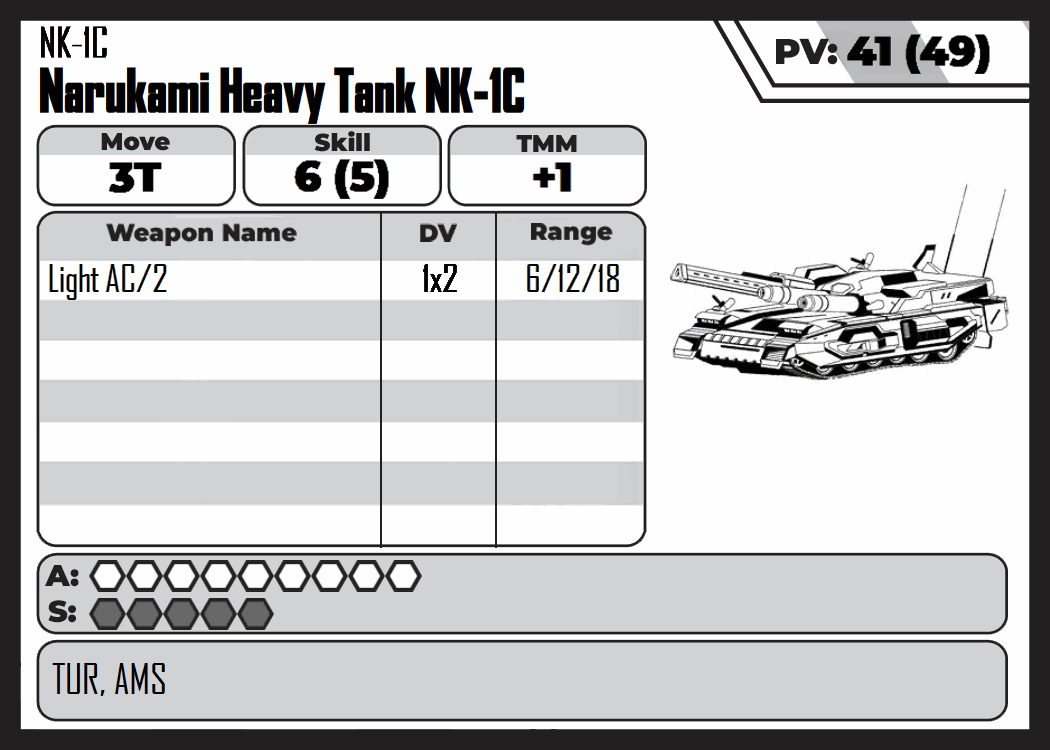 NK-1C
Narukami Heavy Tank NK-1C
PV: 41 (49)
Move Skill TMM
3T 6 (5) +1
Weapon Name DV Range
Light AC/2 1x2 6/12/18
A:
S:
TUR, AMS